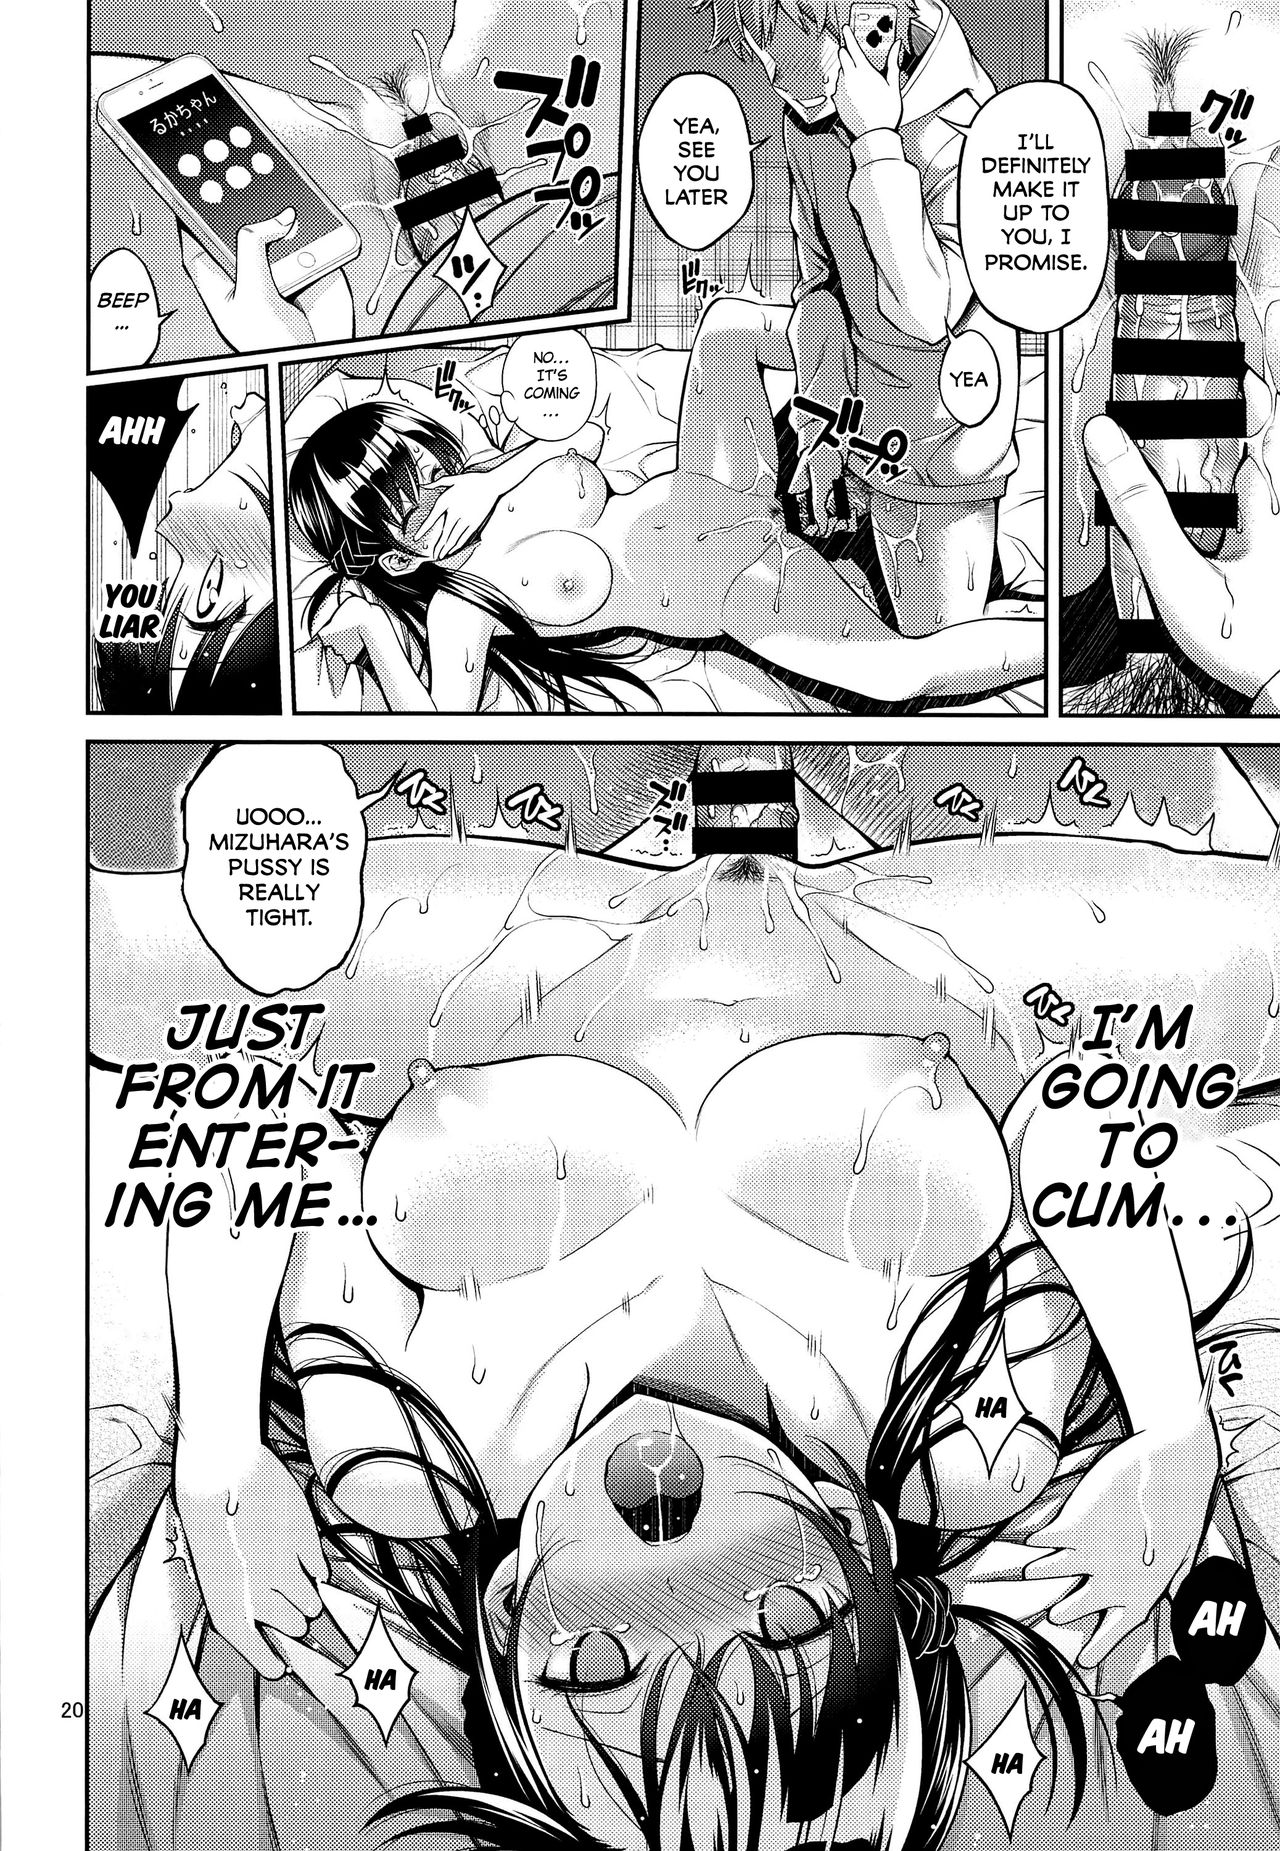 I'LL
DEFINITELY
MAKE IT
UP TO
YOU, I
PROMISE.
YEA,
SEE
YOU
LATER
YEA
るかちゃん
BEEP
...
NO...
IT'S
COMING
...
AHH
YOU
LIAR
UOOO...
MIZUHARA'S
PUSSY IS
REALLY
TIGHT.
I'M
GOING
TO
CUM...
JUST
FROM IT
ENTER-
ING ME...
HA
AH
AH
HA
HA
HA
20